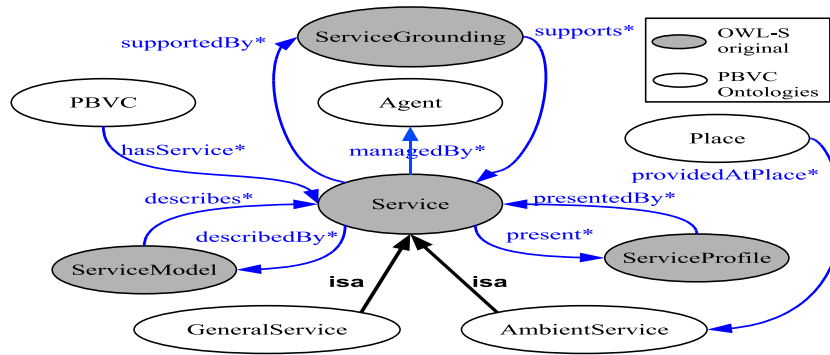 supportedBy*
ServiceGrounding
supports*
OWL-S
original
PBVC
Ontologies
PBVC
Agent
Place
hasService*
managedBy*
providedAtPlace*
describes*
Service
presentedBy*
describedBy*
present*
ServiceModel
ServiceProfile
isa
isa
GeneralService
AmbientService